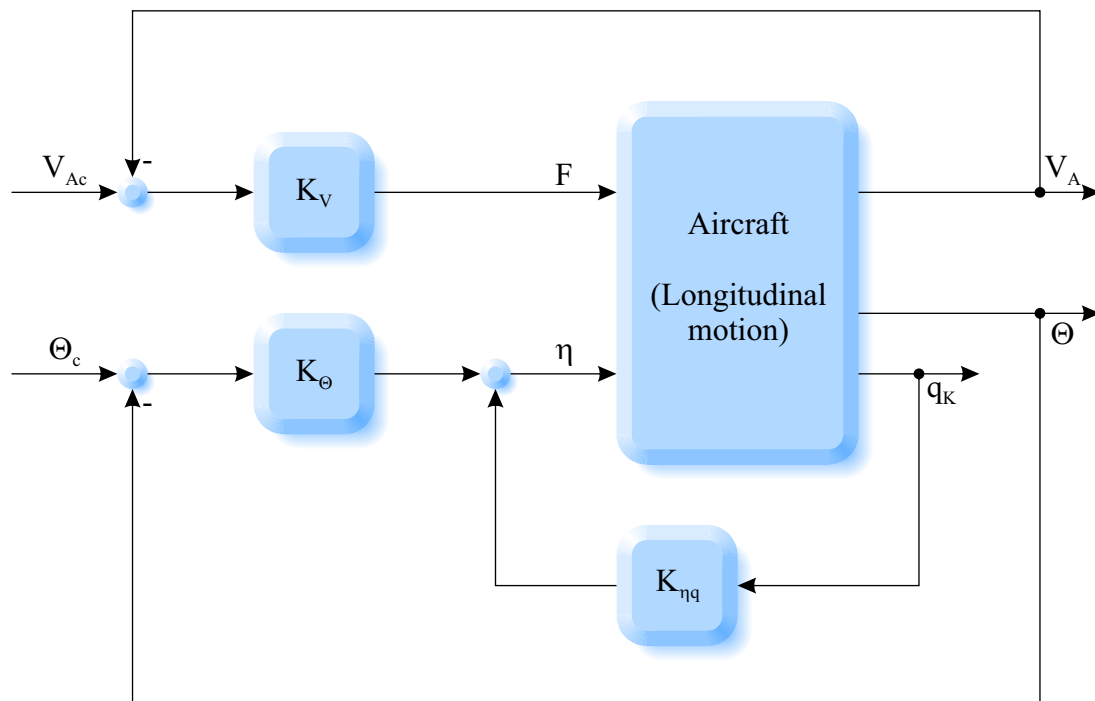 -
V_Ac
K_V
F
V_A
Aircraft
(Longitudinal
motion)
Θ_c
K_Θ
η
Θ
-
q_K
K_ηq